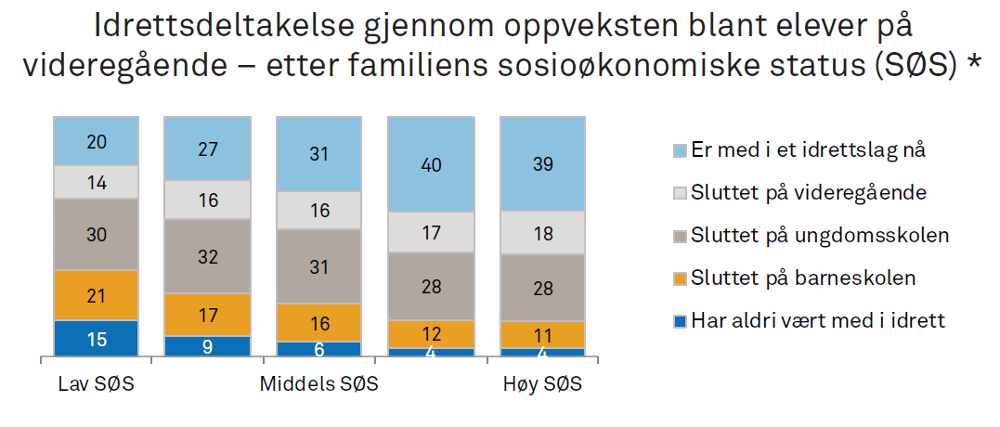 Idrettsdeltakelse gjennom oppveksten blant elever på
videregående – etter familiens sosioøkonomiske status (SØS) *
20 27 31 40 39
14 16 16 17 18
30 32 31 28 28
21 17 16 12 11
15 9 6 4 4
Lav SØS Middels SØS Høy SØS
Er med i et idrettslag nå
Sluttet på videregående
Sluttet på ungdomsskolen
Sluttet på barneskolen
Har aldri vært med i idrett